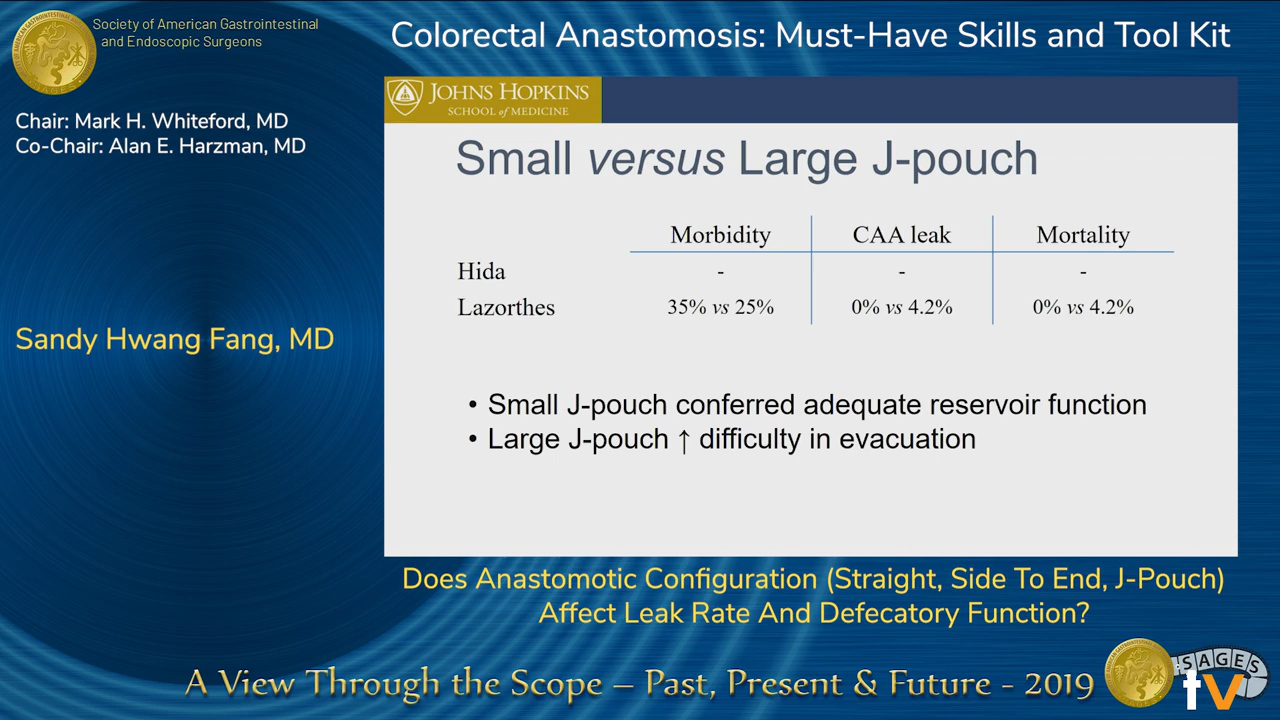 Society of American Gastrointestinal
and Endoscopic Surgeons
Colorectal Anastomosis: Must-Have Skills and Tool Kit
Chair: Mark H. Whiteford, MD
Co-Chair: Alan E. Harzman, MD
Sandy Hwang Fang, MD
JOHNS HOPKINS
SCHOOL of MEDICINE
Small versus Large J-pouch
Morbidity CAA leak Mortality
Hida - - -
Lazorthes 35% vs 25% 0% vs 4.2% 0% vs 4.2%
• Small J-pouch conferred adequate reservoir function
• Large J-pouch ↑ difficulty in evacuation
Does Anastomotic Configuration (Straight, Side To End, J-Pouch)
Affect Leak Rate And Defecatory Function?
A View Through the Scope – Past, Present & Future - 2019
SAGES
tv